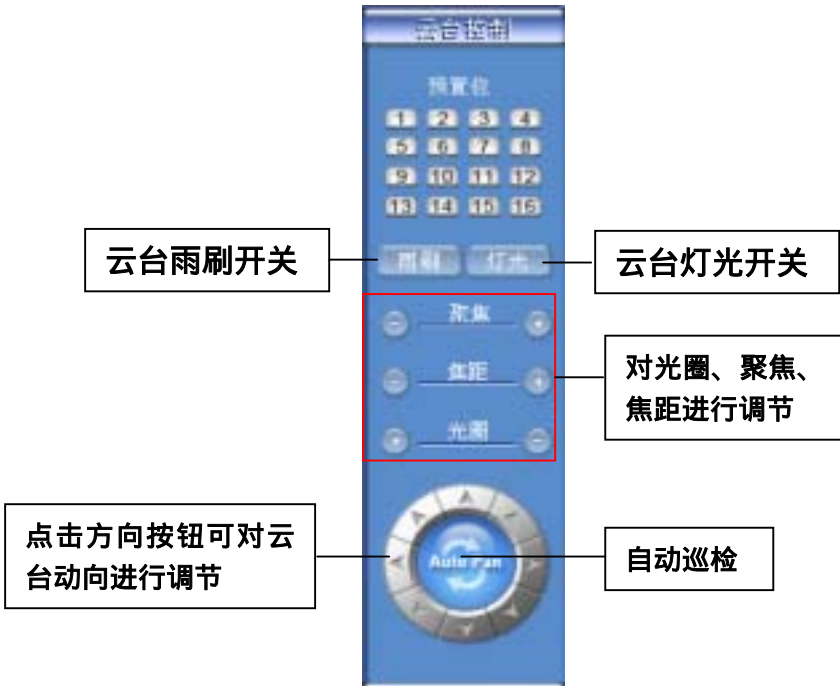 云台控制
预置位
1 2 3 4
5 6 7 8
9 10 11 12
13 14 15 16
云台雨刷开关
雨刷 灯光
云台灯光开关
聚焦
焦距
光圈
对光圈、聚焦、
焦距进行调节
点击方向按钮可对云
台动向进行调节
Auto Pan
自动巡检